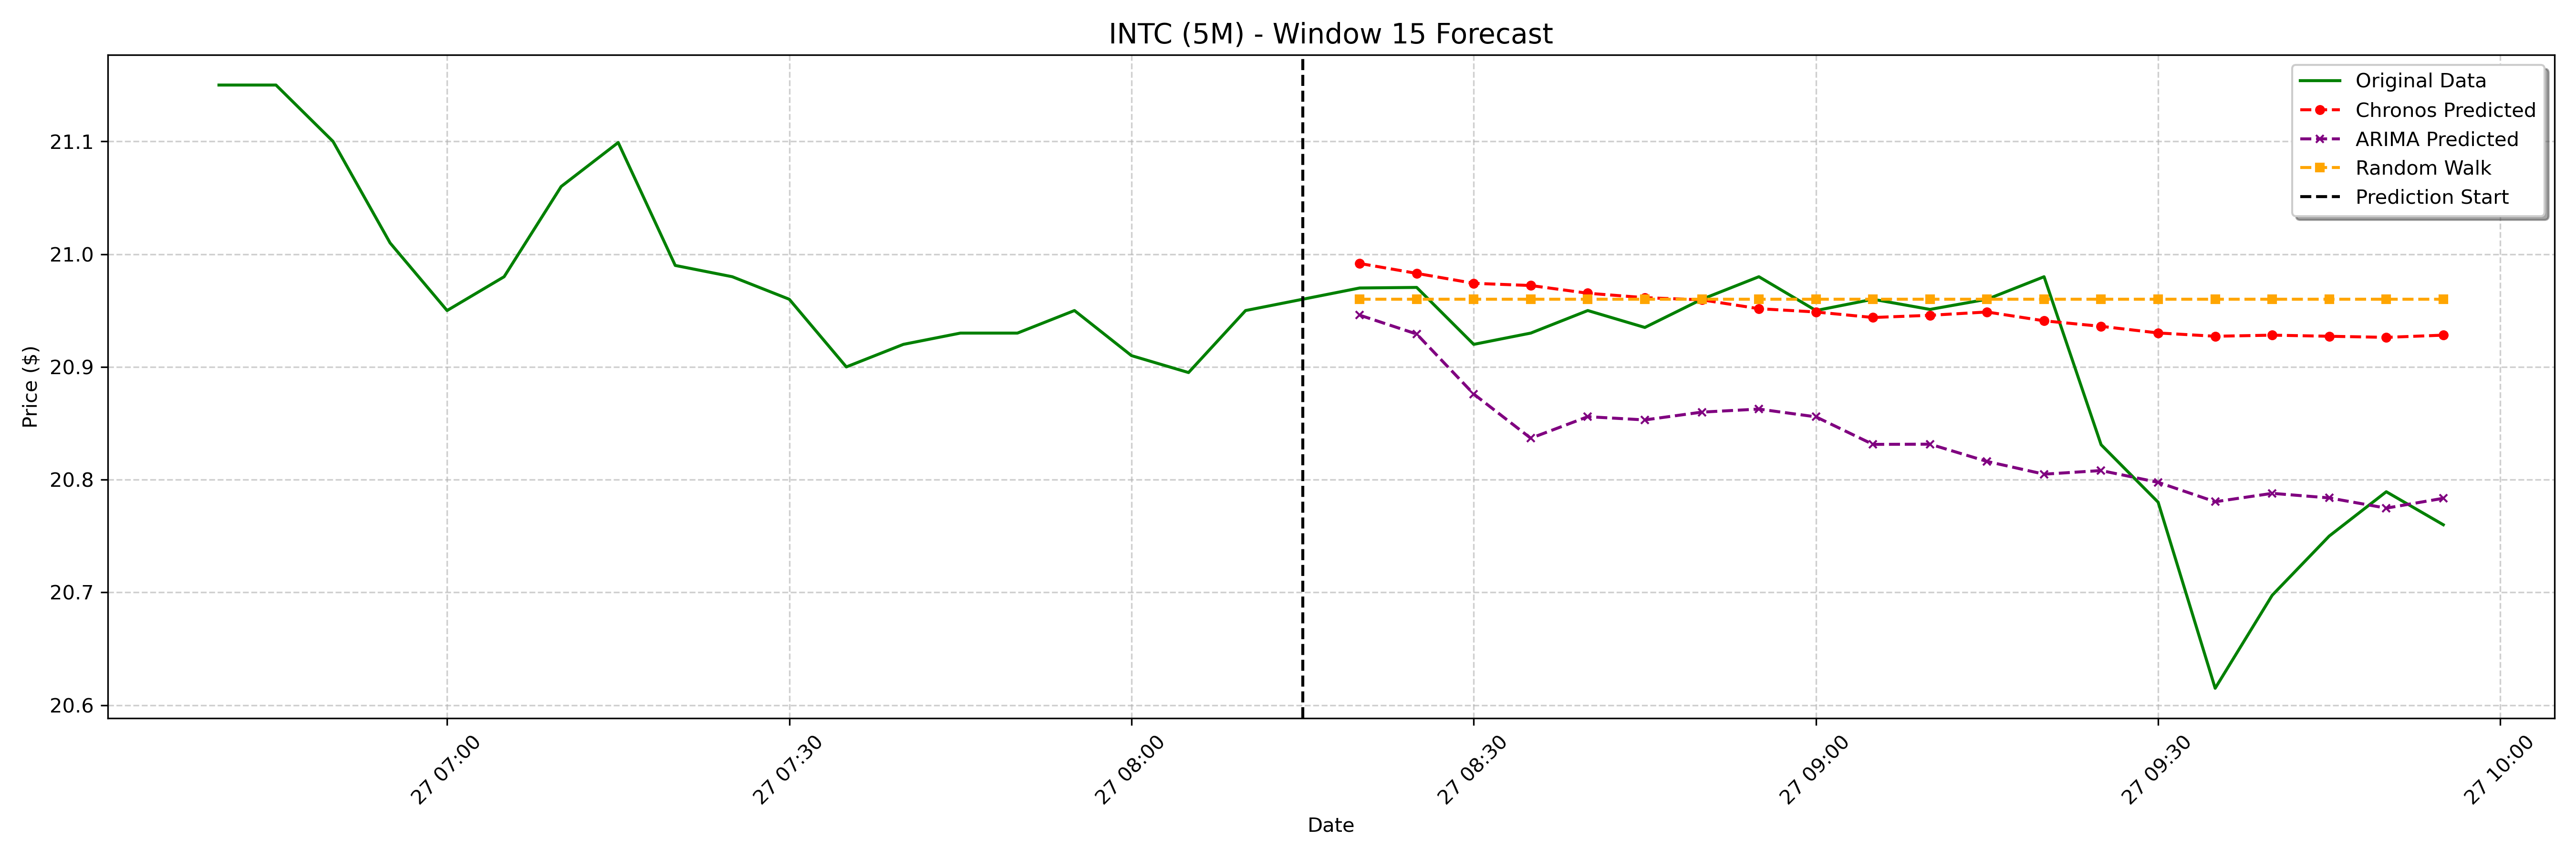 INTC (5M) - Window 15 Forecast
Original Data
Chronos Predicted
ARIMA Predicted
Random Walk
Prediction Start
Price ($)
21.1
21.0
20.9
20.8
20.7
20.6
27 07:00
27 07:30
27 08:00
27 08:30
27 09:00
27 09:30
27 10:00
Date